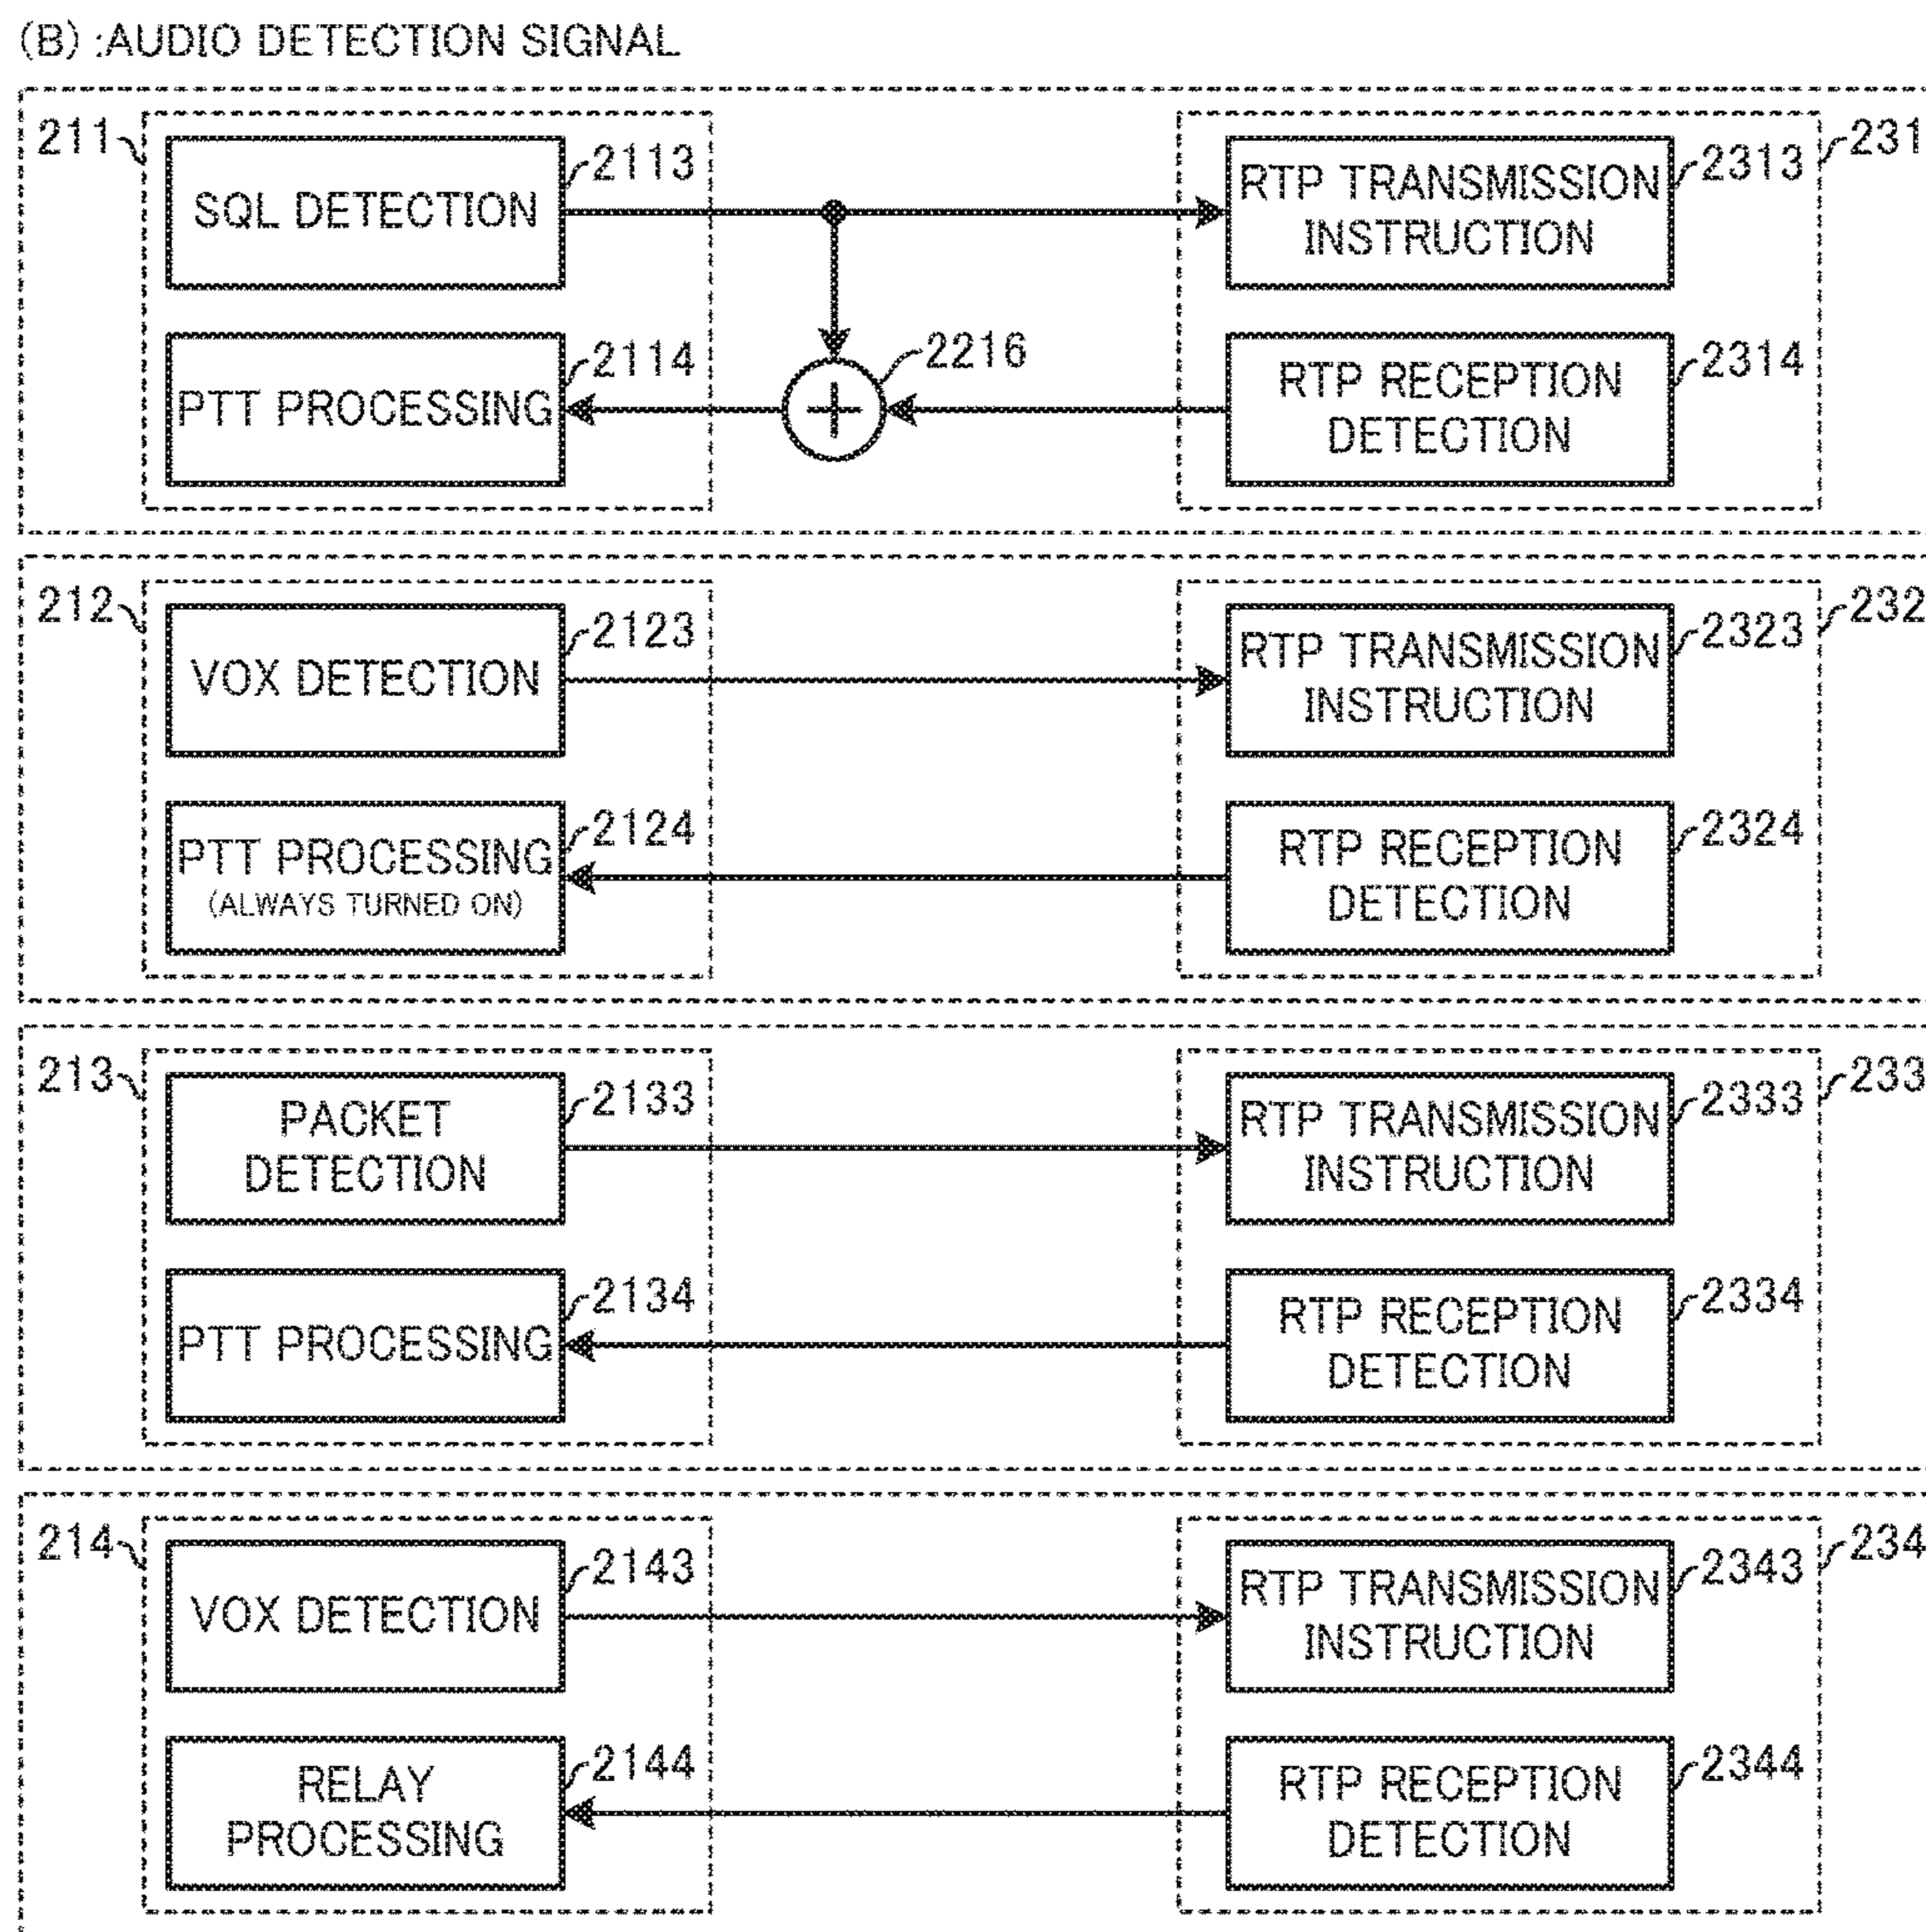 (B) :AUDIO DETECTION SIGNAL
211
SQL DETECTION
2113
RTP TRANSMISSION
INSTRUCTION
2313
231
PTT PROCESSING
2114
+
2216
RTP RECEPTION
DETECTION
2314
212
VOX DETECTION
2123
RTP TRANSMISSION
INSTRUCTION
2323
232
PTT PROCESSING
(ALWAYS TURNED ON)
2124
RTP RECEPTION
DETECTION
2324
213
PACKET
DETECTION
2133
RTP TRANSMISSION
INSTRUCTION
2333
233
PTT PROCESSING
2134
RTP RECEPTION
DETECTION
2334
214
VOX DETECTION
2143
RTP TRANSMISSION
INSTRUCTION
2343
234
RELAY
PROCESSING
2144
RTP RECEPTION
DETECTION
2344